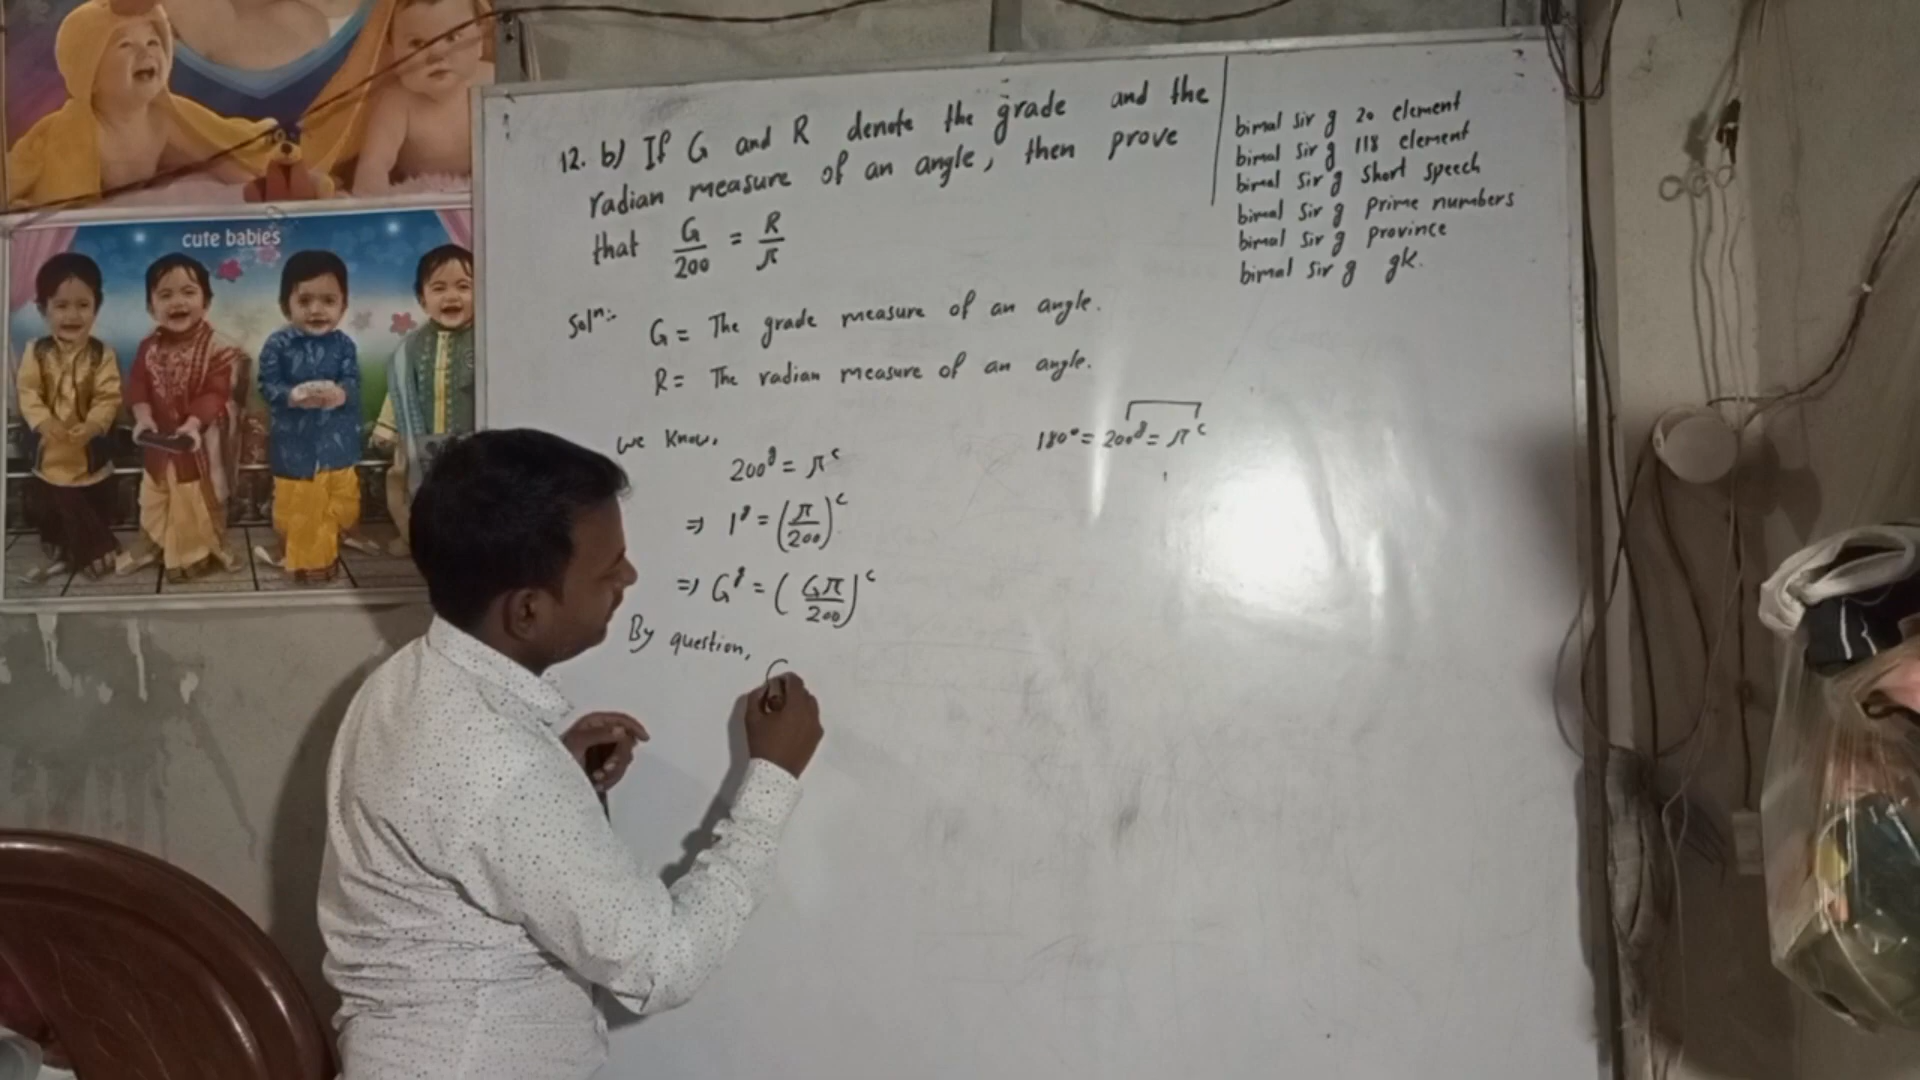 cute babies
12. b) If G and R denote the grade and the
radian measure of an angle, then prove
that G/200 = R/π
Solⁿ:-
G = The grade measure of an angle.
R = The radian measure of an angle.
We know,
200ᵍ = πᶜ
⇒ 1ᵍ = (π/200)ᶜ
⇒ Gᵍ = (Gπ/200)ᶜ
By question,
G
180° = 200ᵍ = πᶜ
bimal sir g 20 element
bimal sir g 118 element
bimal sir g short speech
bimal sir g prime numbers
bimal sir g province
bimal sir g gk.